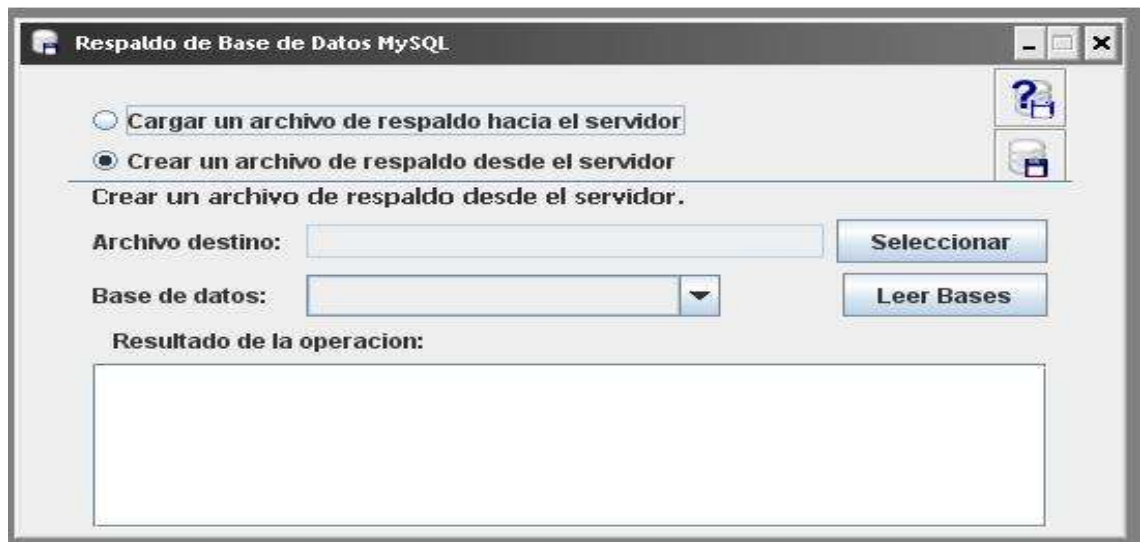 Respaldo de Base de Datos MySQL
Cargar un archivo de respaldo hacia el servidor
Crear un archivo de respaldo desde el servidor
Crear un archivo de respaldo desde el servidor.
Archivo destino:
Seleccionar
Base de datos:
Leer Bases
Resultado de la operacion: